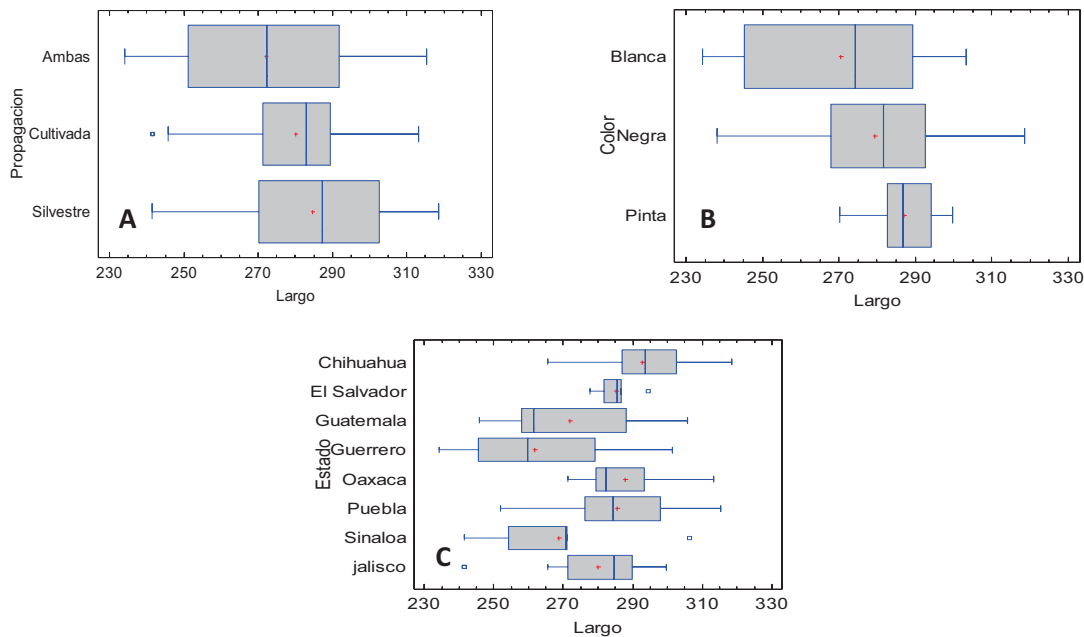 Propagacion
Ambas
Cultivada
Silvestre
A
230 250 270 290 310 330
Largo
Color
Blanca
Negra
Pinta
B
230 250 270 290 310 330
Largo
Estado
Chihuahua
El Salvador
Guatemala
Guerrero
Oaxaca
Puebla
Sinaloa
jalisco
C
230 250 270 290 310 330
Largo